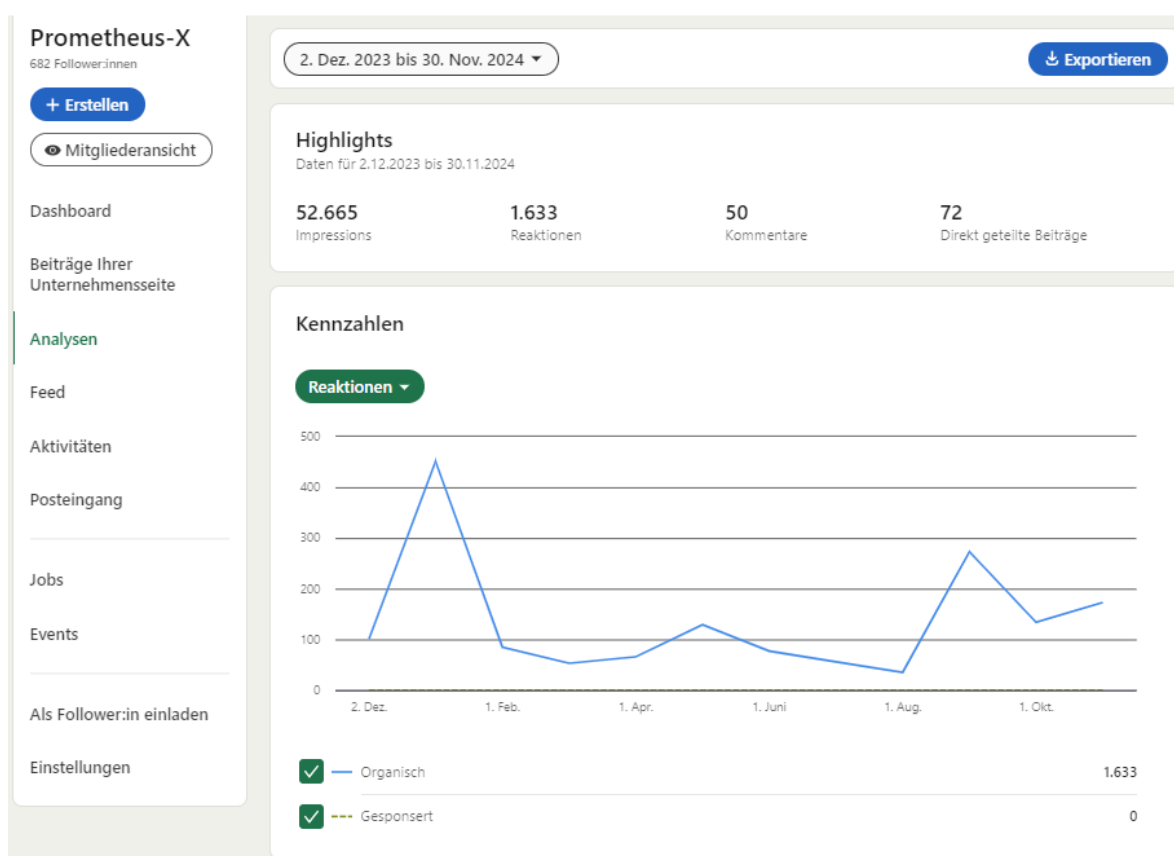 Prometheus-X
682 Follower:innen
+ Erstellen
Mitgliederansicht
Dashboard
Beiträge Ihrer
Unternehmensseite
Analysen
Feed
Aktivitäten
Posteingang
Jobs
Events
Als Follower:in einladen
Einstellungen
2. Dez. 2023 bis 30. Nov. 2024
Exportieren
Highlights
Daten für 2.12.2023 bis 30.11.2024
52.665 1.633 50 72
Impressions Reaktionen Kommentare Direkt geteilte Beiträge
Kennzahlen
Reaktionen
500
400
300
200
100
0
2. Dez. 1. Feb. 1. Apr. 1. Juni 1. Aug. 1. Okt.
Organisch 1.633
Gesponsert 0